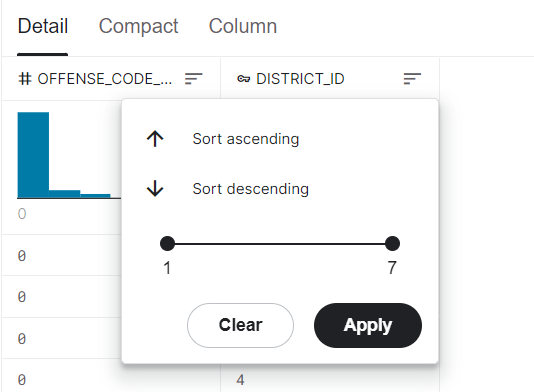 Detail Compact Column
# OFFENSE_CODE_... DISTRICT_ID
Sort ascending
0
Sort descending
0
1 7
0
0
Clear Apply
0 4